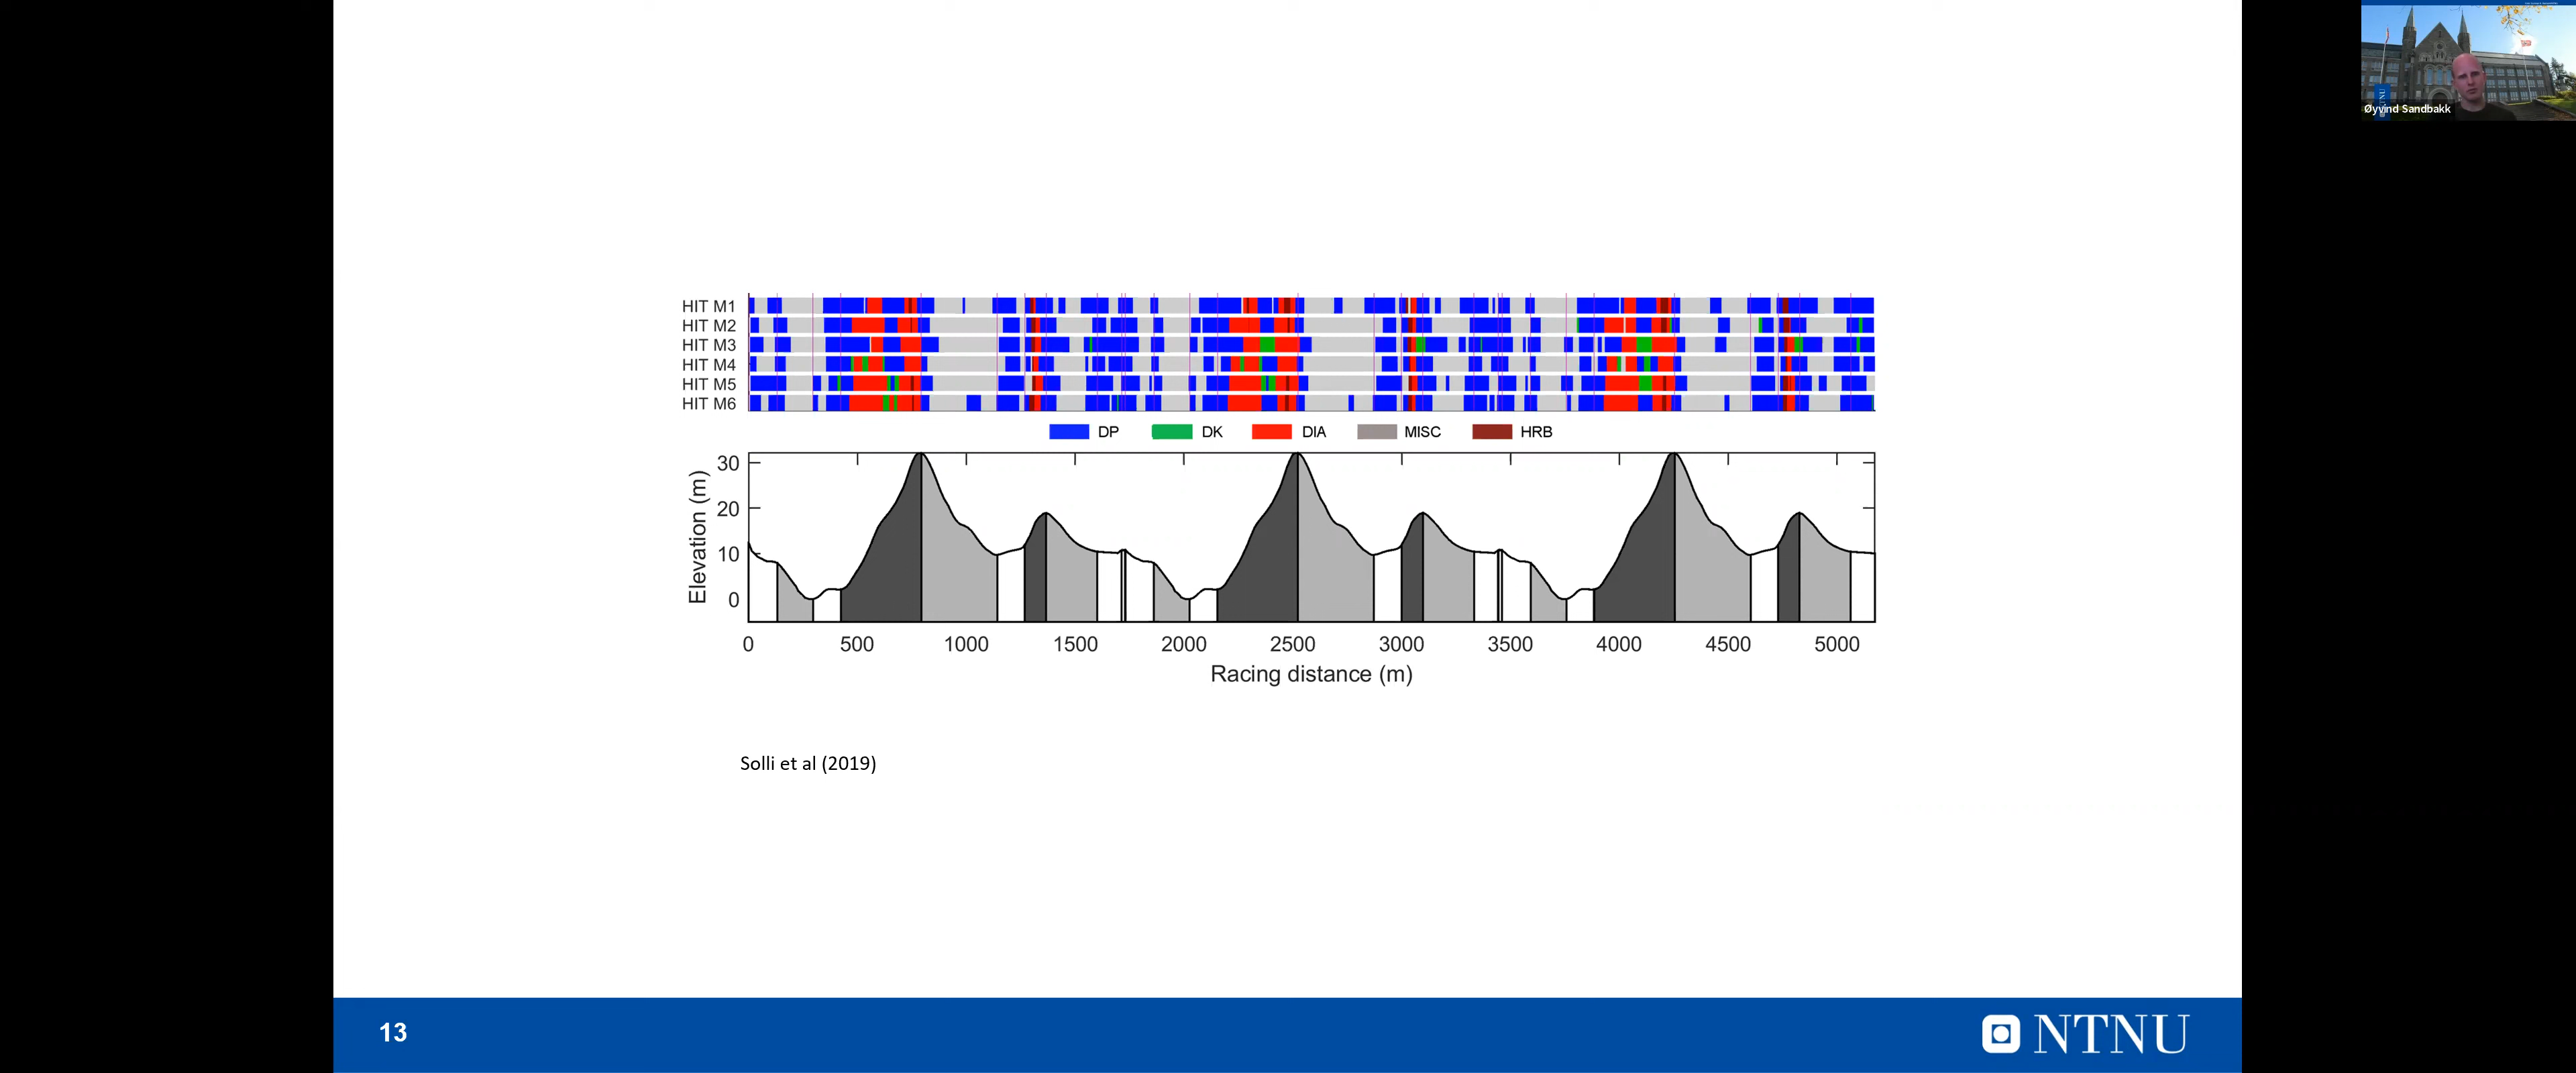 Øyvind Sandbakk
HIT M1
HIT M2
HIT M3
HIT M4
HIT M5
HIT M6
DP DK DIA MISC HRB
Elevation (m)
30
20
10
0
0 500 1000 1500 2000 2500 3000 3500 4000 4500 5000
Racing distance (m)
Solli et al (2019)
13
NTNU